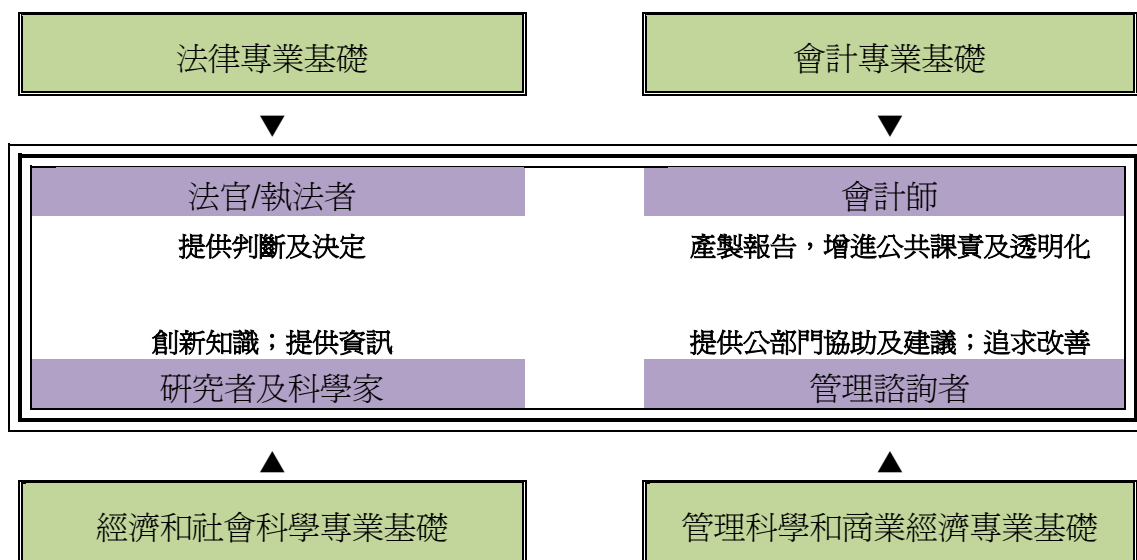 法律專業基礎
會計專業基礎
▼
▼
法官/執法者
會計師
提供判斷及決定
產製報告，增進公共課責及透明化
創新知識；提供資訊
提供公部門協助及建議；追求改善
研究者及科學家
管理諮詢者
▲
▲
經濟和社會科學專業基礎
管理科學和商業經濟專業基礎